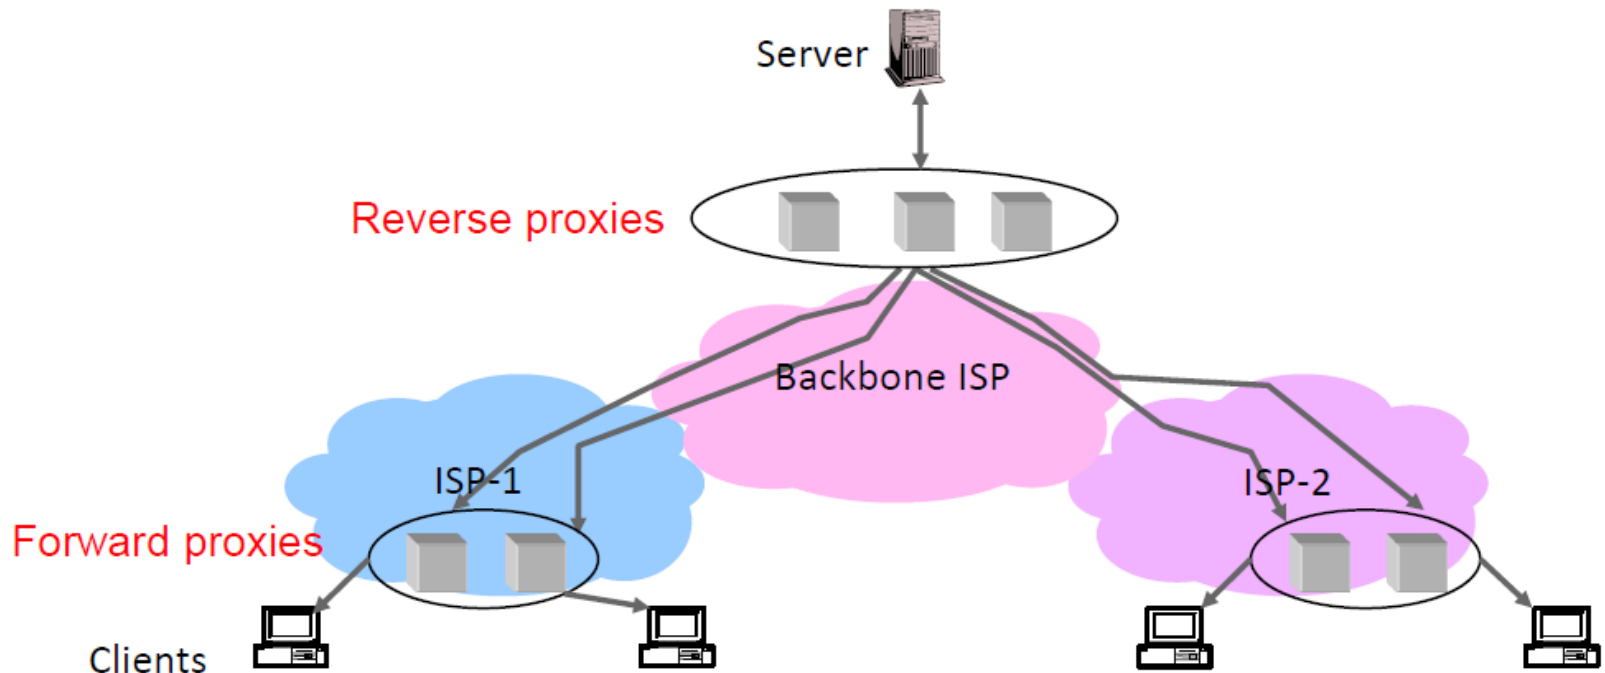 Server
Reverse proxies
Backbone ISP
ISP-1
ISP-2
Forward proxies
Clients